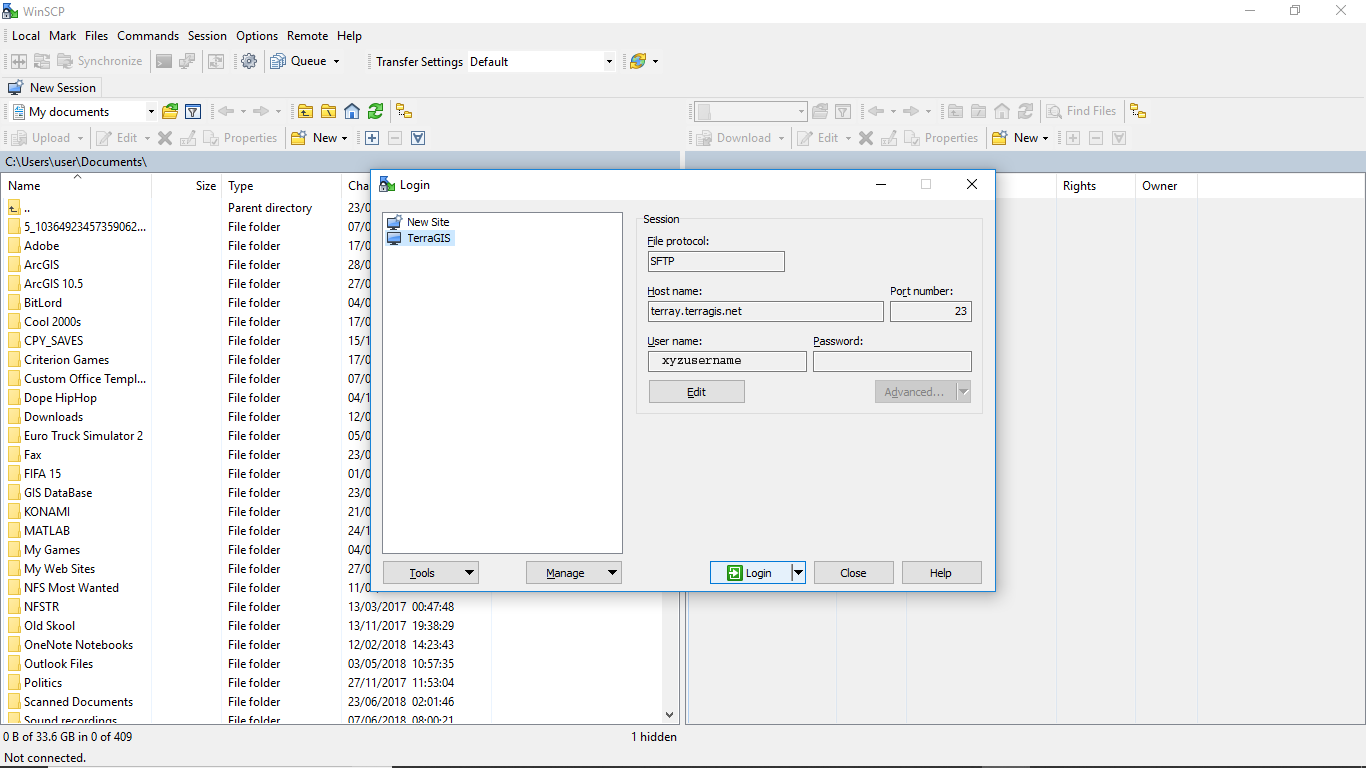 WinSCP
Local Mark Files Commands Session Options Remote Help
Synchronize Queue Transfer Settings Default
New Session
My documents Find Files
Upload Edit Properties New Download Edit Properties New
C:\Users\user\Documents\
Name Size Type Cha Rights Owner
.. Parent directory 23/0
5_10364923457359062... File folder 07/0
Adobe File folder 17/0
ArcGIS File folder 28/0
ArcGIS 10.5 File folder 27/0
BitLord File folder 04/0
Cool 2000s File folder 17/0
CPY_SAVES File folder 15/1
Criterion Games File folder 17/0
Custom Office Templ... File folder 07/0
Dope HipHop File folder 04/1
Downloads File folder 12/0
Euro Truck Simulator 2 File folder 05/0
Fax File folder 23/0
FIFA 15 File folder 01/0
GIS DataBase File folder 23/0
KONAMI File folder 21/0
MATLAB File folder 24/1
My Games File folder 04/0
My Web Sites File folder 27/0
NFS Most Wanted File folder 11/0
NFSTR File folder 13/03/2017 00:47:48
Old Skool File folder 13/11/2017 19:38:29
OneNote Notebooks File folder 12/02/2018 14:23:43
Outlook Files File folder 03/05/2018 10:57:35
Politics File folder 27/11/2017 11:53:04
Scanned Documents File folder 23/06/2018 02:01:46
Sound recordings File folder 07/06/2018 08:00:21
Login
New Site
TerraGIS
Session
File protocol:
SFTP
Host name: Port number:
terray.terragis.net 23
User name: Password:
xyzusername
Edit Advanced...
Tools Manage Login Close Help
0 B of 33.6 GB in 0 of 409 1 hidden
Not connected.